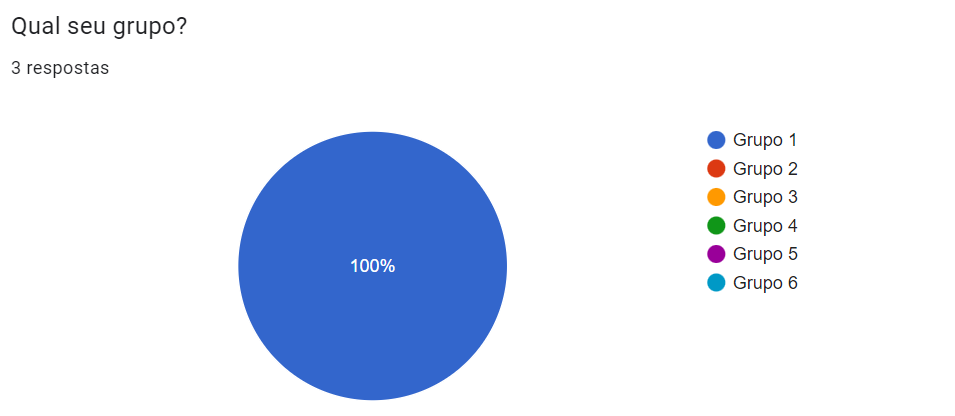 Qual seu grupo?
3 respostas
100%
Grupo 1
Grupo 2
Grupo 3
Grupo 4
Grupo 5
Grupo 6